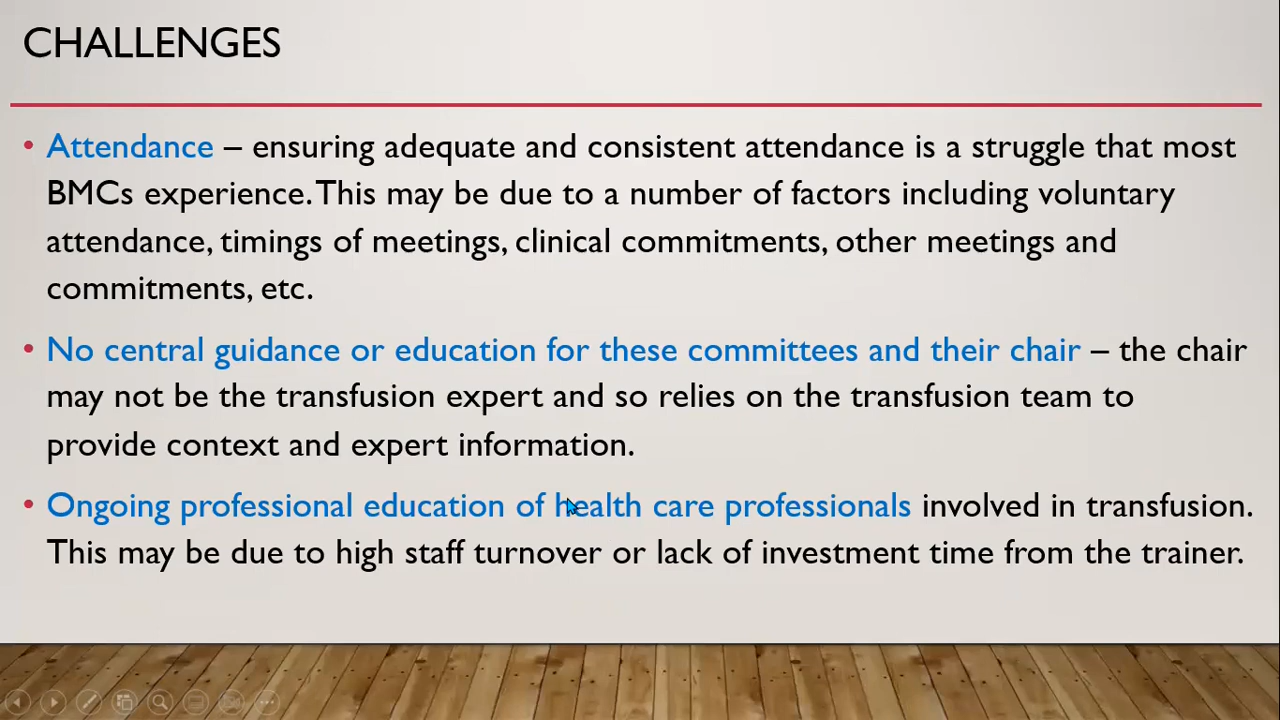 CHALLENGES
• Attendance – ensuring adequate and consistent attendance is a struggle that most
BMCs experience. This may be due to a number of factors including voluntary
attendance, timings of meetings, clinical commitments, other meetings and
commitments, etc.
• No central guidance or education for these committees and their chair – the chair
may not be the transfusion expert and so relies on the transfusion team to
provide context and expert information.
• Ongoing professional education of health care professionals involved in transfusion.
This may be due to high staff turnover or lack of investment time from the trainer.